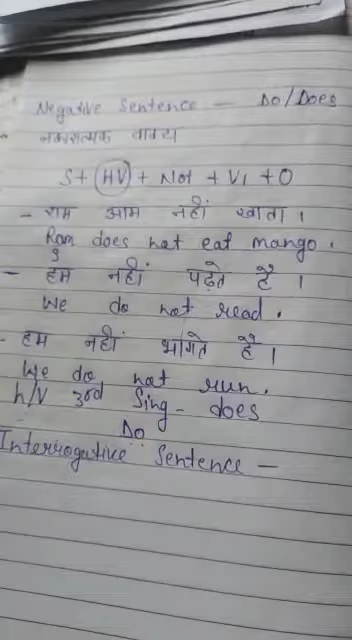 Negative Sentence — Do/Does
नकारात्मक वाक्य
S + HV + Not + V1 + O
- राम आम नहीं खाता ।
Ram does not eat mango.
S
- हम नहीं पढ़ते है ।
We do not read.
- हम नहीं भागते है ।
We do not run.
h/V 3rd Sing - does
Do
Interrogative Sentence —